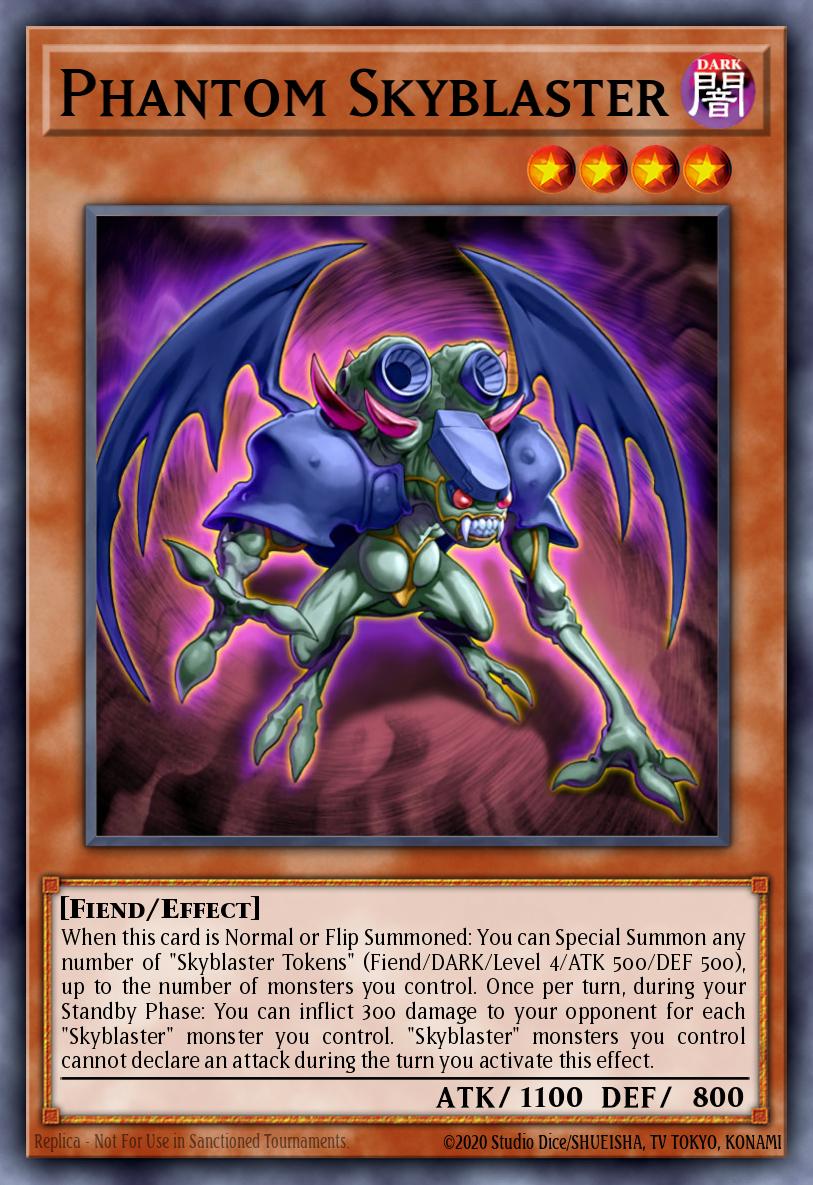 Phantom Skyblaster
DARK
闇
[Fiend/Effect]
When this card is Normal or Flip Summoned: You can Special Summon any
number of "Skyblaster Tokens" (Fiend/DARK/Level 4/ATK 500/DEF 500),
up to the number of monsters you control. Once per turn, during your
Standby Phase: You can inflict 300 damage to your opponent for each
"Skyblaster" monster you control. "Skyblaster" monsters you control
cannot declare an attack during the turn you activate this effect.
ATK/ 1100 DEF/ 800
Replica - Not For Use in Sanctioned Tournaments.
©2020 Studio Dice/SHUEISHA, TV TOKYO, KONAMI